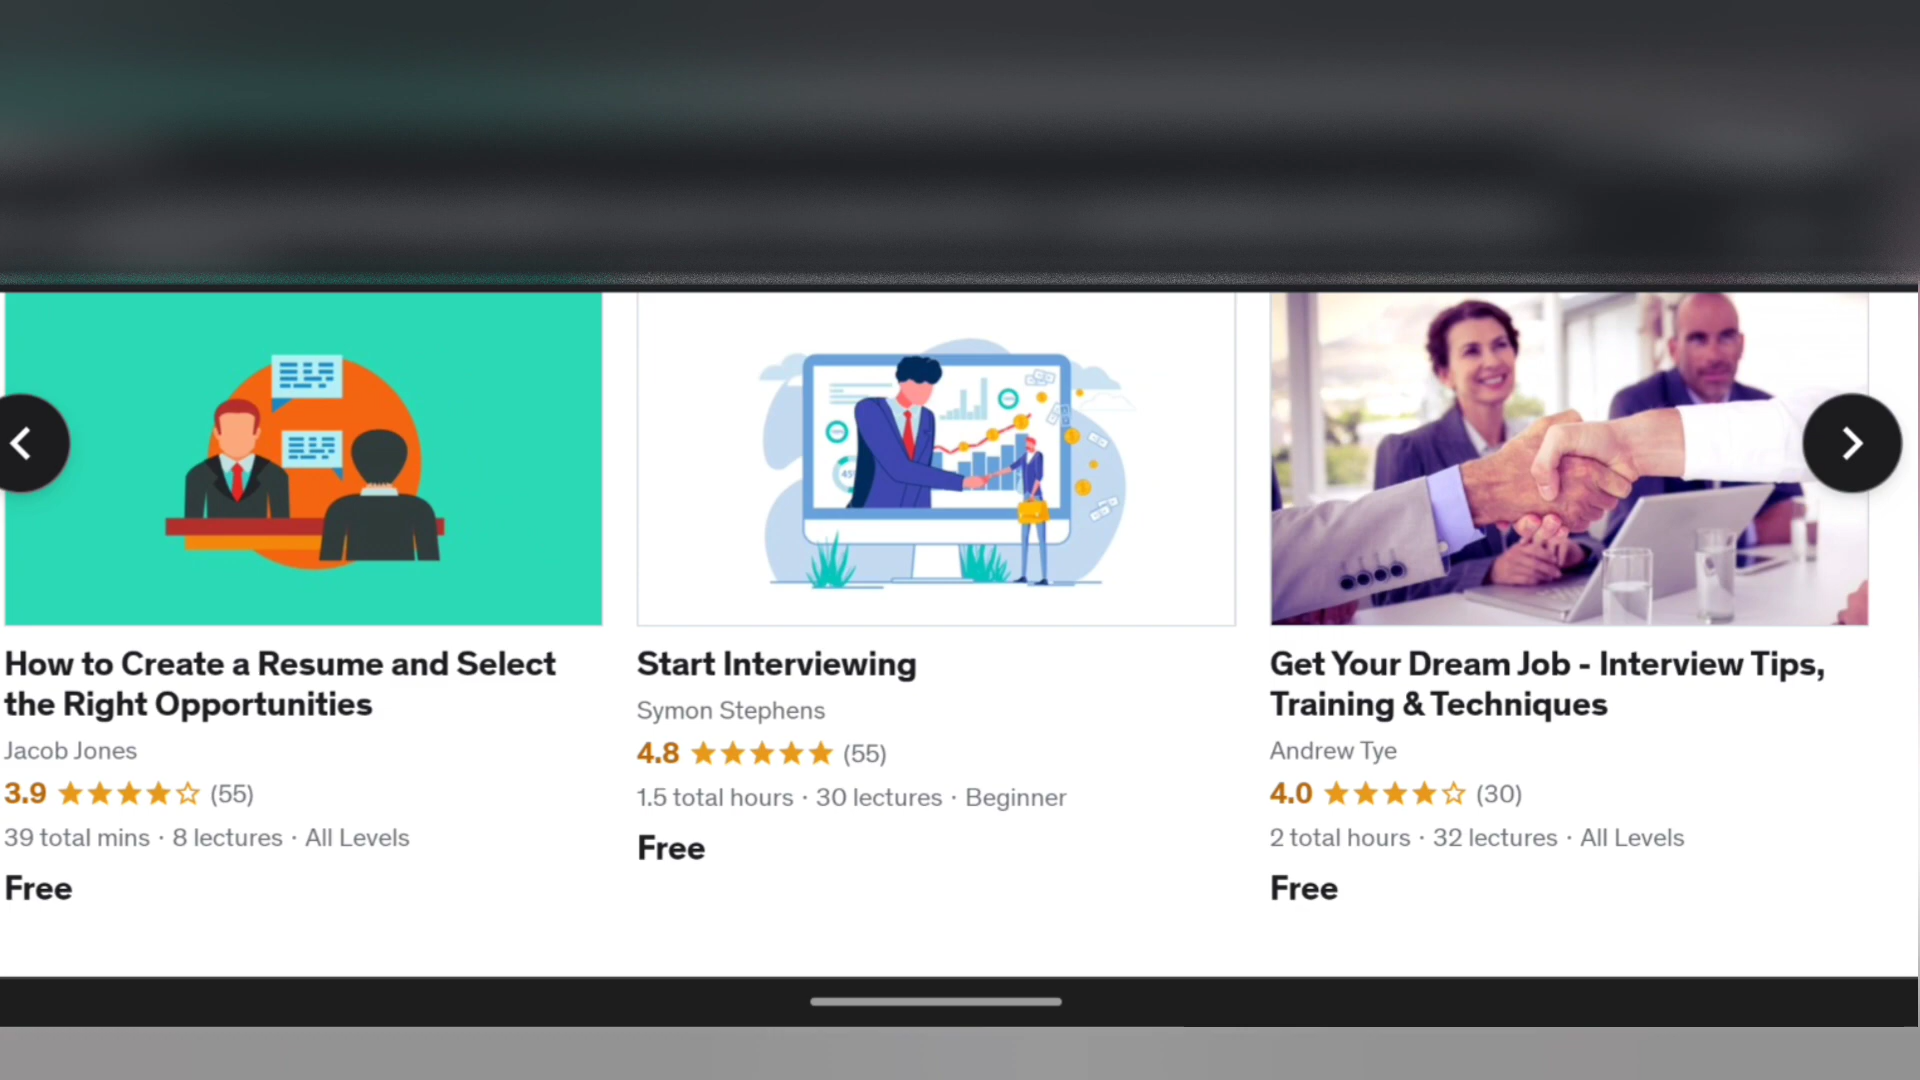 How to Create a Resume and Select
the Right Opportunities
Jacob Jones
3.9 (55)
39 total mins · 8 lectures · All Levels
Free
Start Interviewing
Symon Stephens
4.8 (55)
1.5 total hours · 30 lectures · Beginner
Free
Get Your Dream Job - Interview Tips,
Training & Techniques
Andrew Tye
4.0 (30)
2 total hours · 32 lectures · All Levels
Free